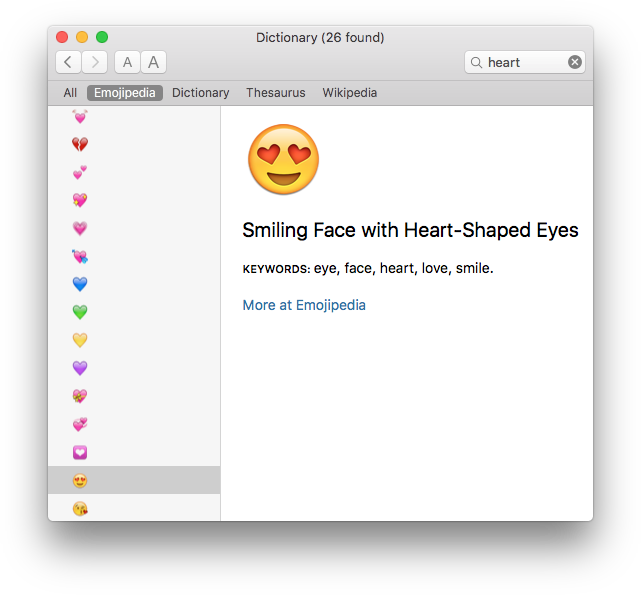 Dictionary (26 found)
A A
heart
All Emojipedia Dictionary Thesaurus Wikipedia
Smiling Face with Heart-Shaped Eyes
KEYWORDS: eye, face, heart, love, smile.
More at Emojipedia